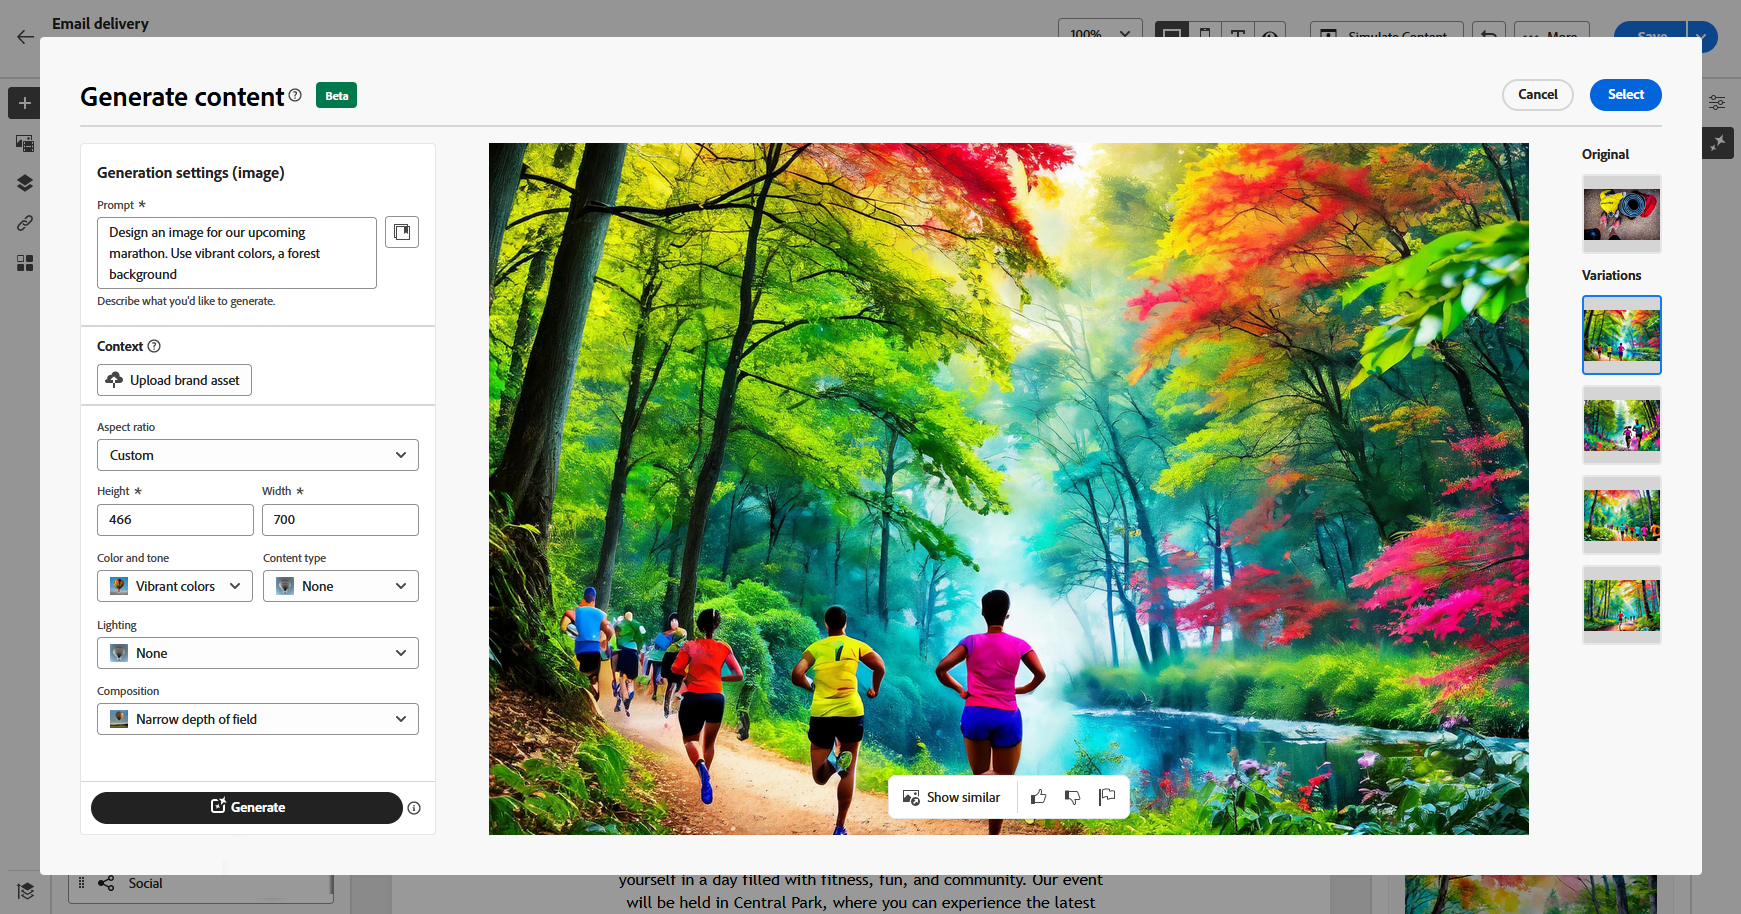 Email delivery
100%
Simulate Content
More
Save
Generate content
Beta
Cancel
Select
Generation settings (image)
Prompt *
Design an image for our upcoming
marathon. Use vibrant colors, a forest
background
Describe what you'd like to generate.
Context
Upload brand asset
Aspect ratio
Custom
Height *
Width *
466
700
Color and tone
Content type
Vibrant colors
None
Lighting
None
Composition
Narrow depth of field
Generate
Show similar
Original
Variations
Social
yourself in a day filled with fitness, fun, and community. Our event
will be held in Central Park, where you can experience the latest